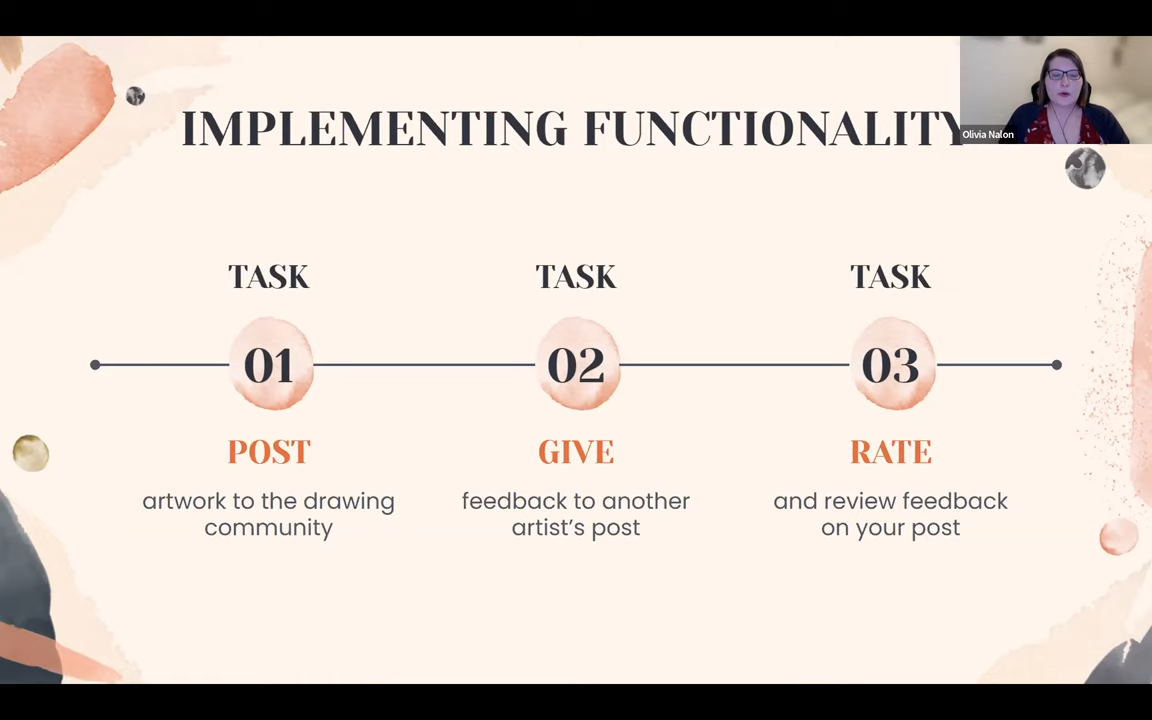 IMPLEMENTING FUNCTIONALITY
Olivia Nalon
TASK
TASK
TASK
01
02
03
POST
GIVE
RATE
artwork to the drawing
community
feedback to another
artist’s post
and review feedback
on your post